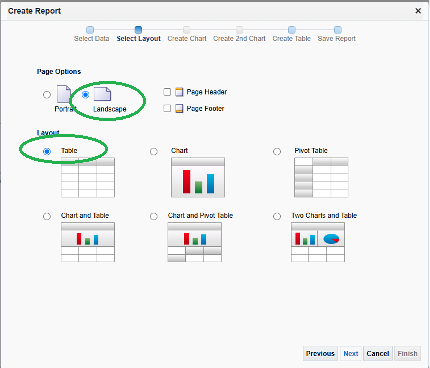 Create Report
Select Data Select Layout Create Chart Create 2nd Chart Create Table Save Report
Page Options
Portrait Landscape
Page Header
Page Footer
Layout
Table Chart Pivot Table
Chart and Table Chart and Pivot Table Two Charts and Table
Previous Next Cancel Finish